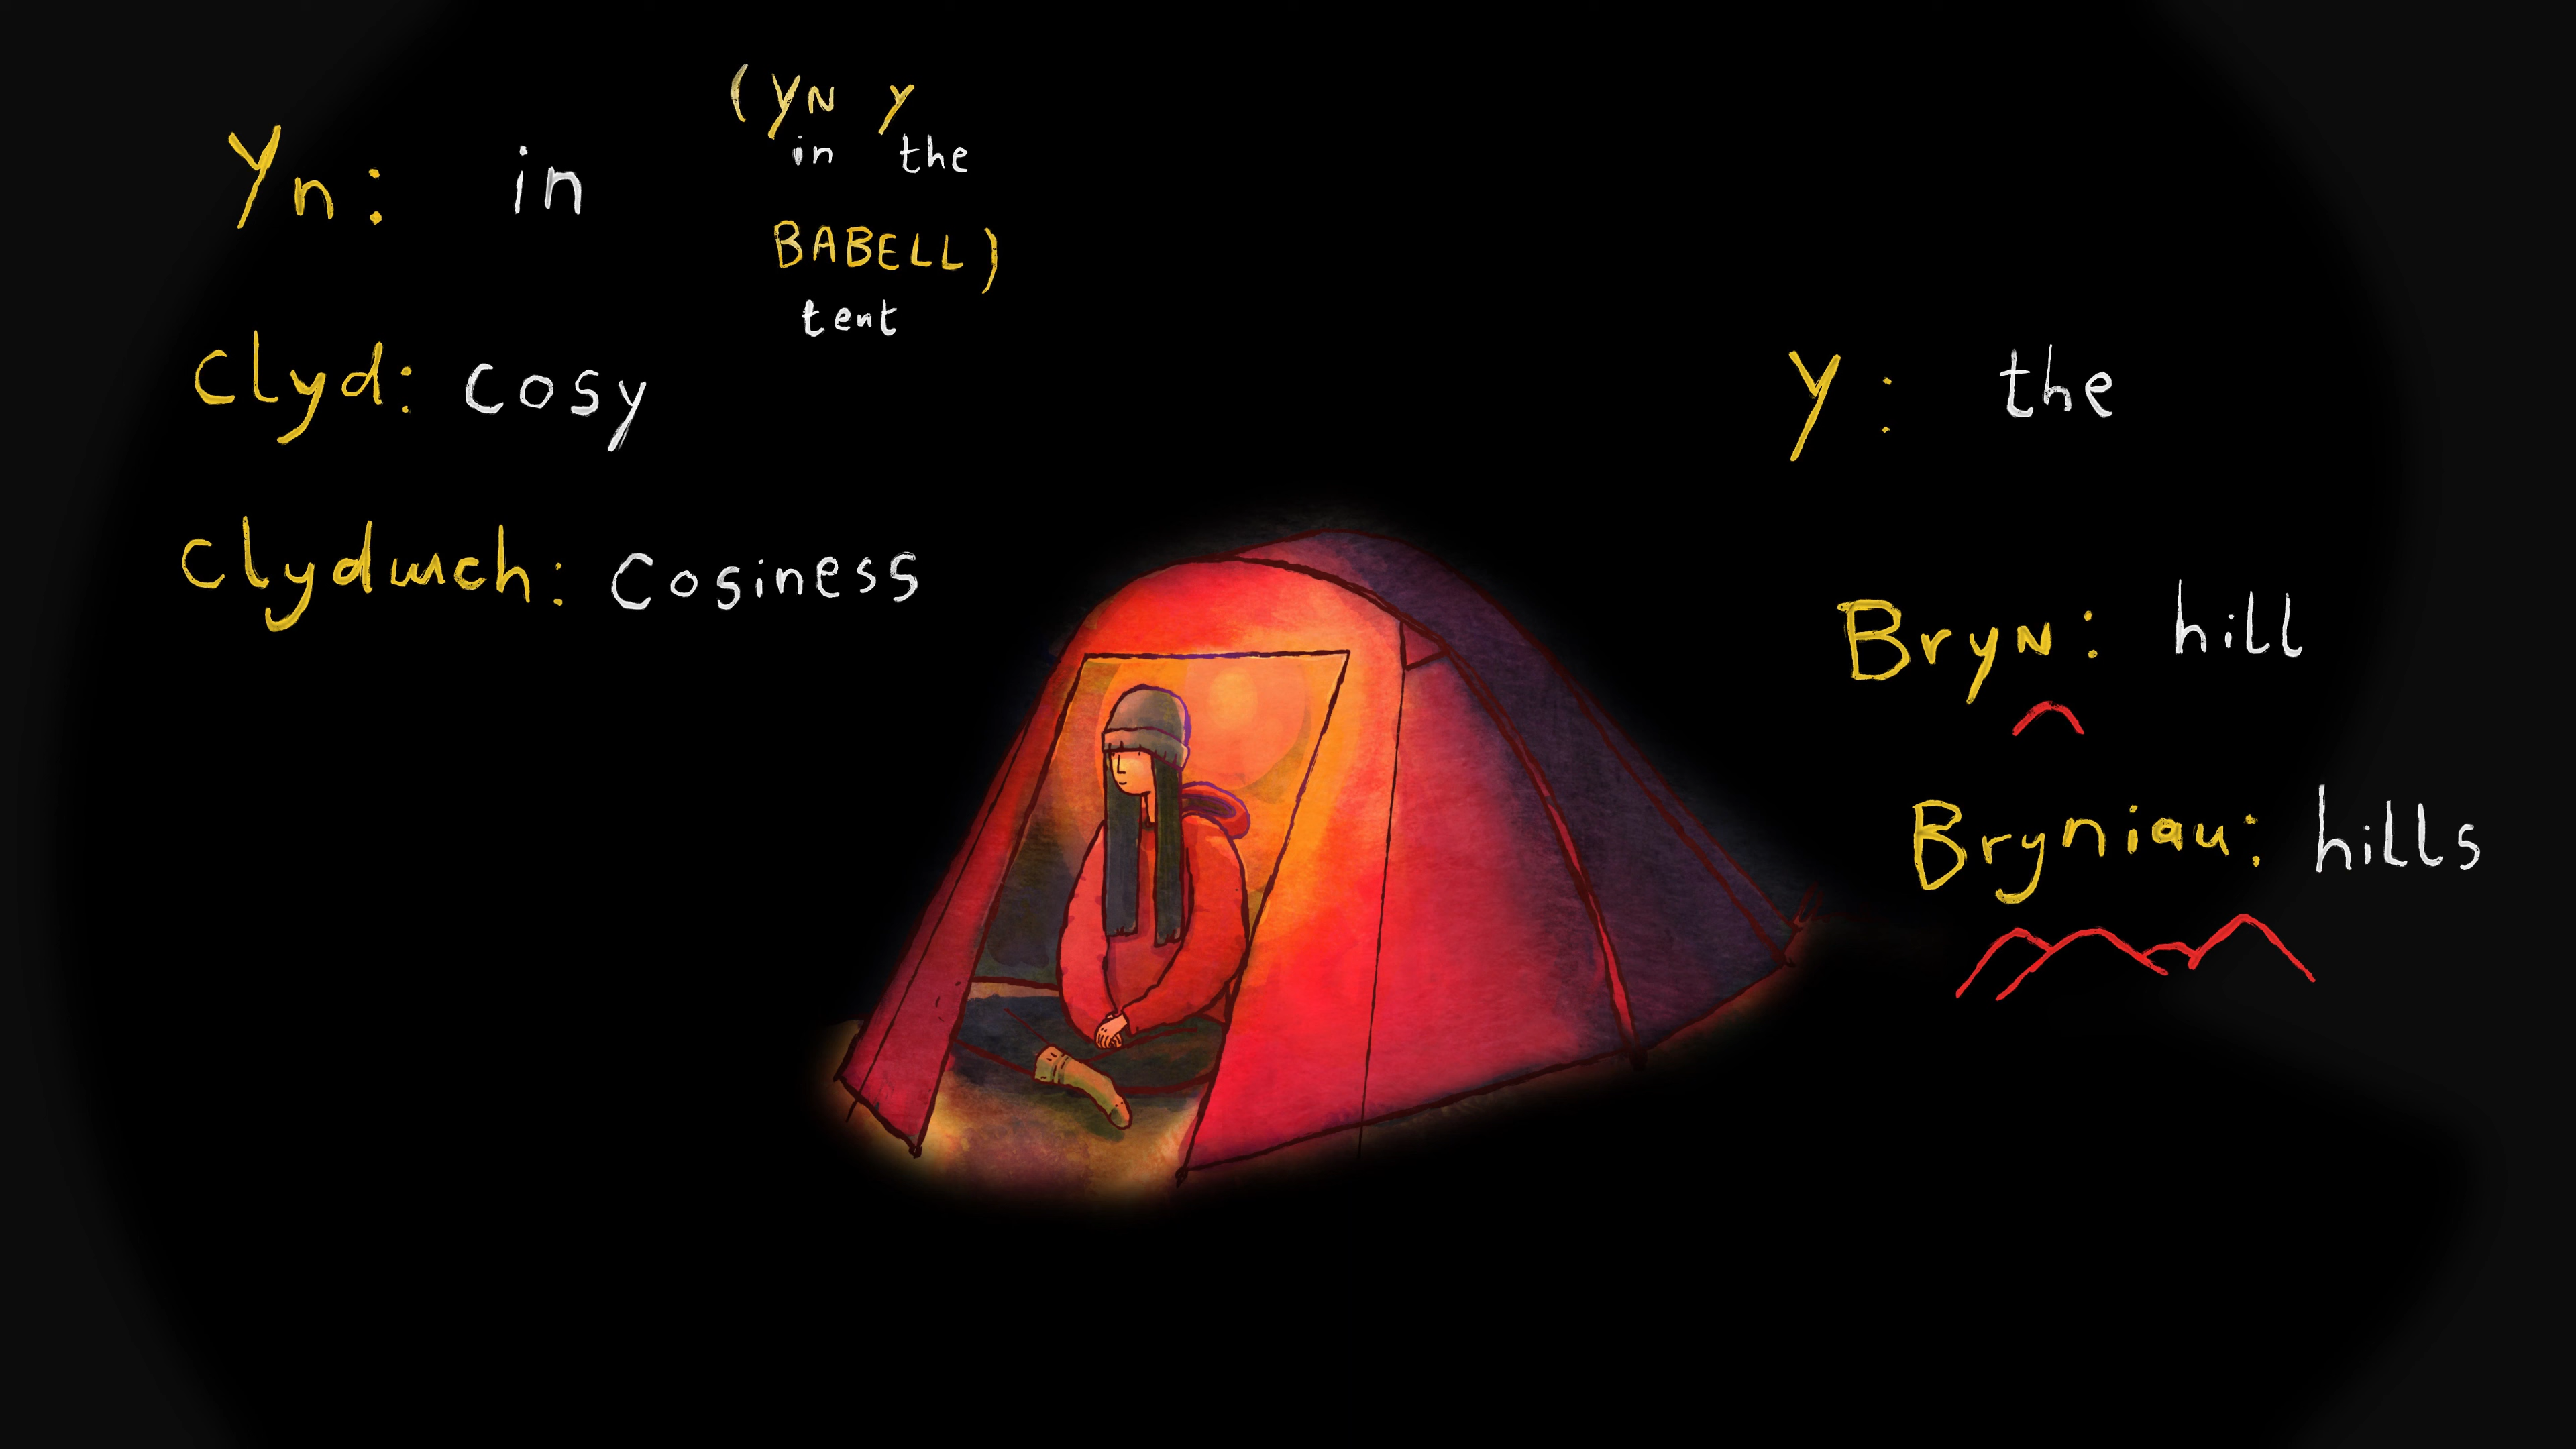 Yn: in
(YN Y
in the
BABELL)
tent
Clyd: cosy
Clydwch: Cosiness
Y: the
Bryn: hill
Bryniau: hills